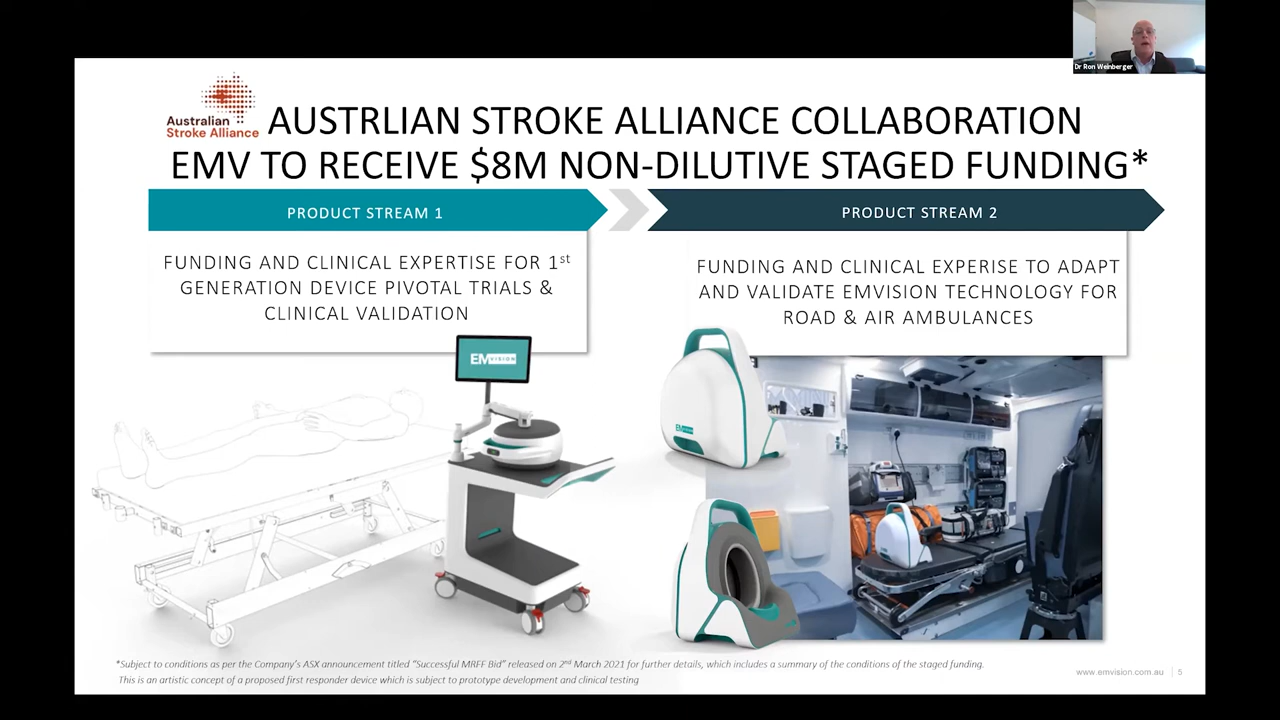 Dr Ron Weinberger
Australian
Stroke Alliance
AUSTRLIAN STROKE ALLIANCE COLLABORATION
EMV TO RECEIVE $8M NON-DILUTIVE STAGED FUNDING*
PRODUCT STREAM 1
PRODUCT STREAM 2
FUNDING AND CLINICAL EXPERTISE FOR 1st
GENERATION DEVICE PIVOTAL TRIALS &
CLINICAL VALIDATION
FUNDING AND CLINICAL EXPERISE TO ADAPT
AND VALIDATE EMVISION TECHNOLOGY FOR
ROAD & AIR AMBULANCES
EMVISION
EMVISION
*Subject to conditions as per the Company's ASX announcement titled “Successful MRFF Bid” released on 2nd March 2021 for further details, which includes a summary of the conditions of the staged funding.
This is an artistic concept of a proposed first responder device which is subject to prototype development and clinical testing
www.emvision.com.au | 5